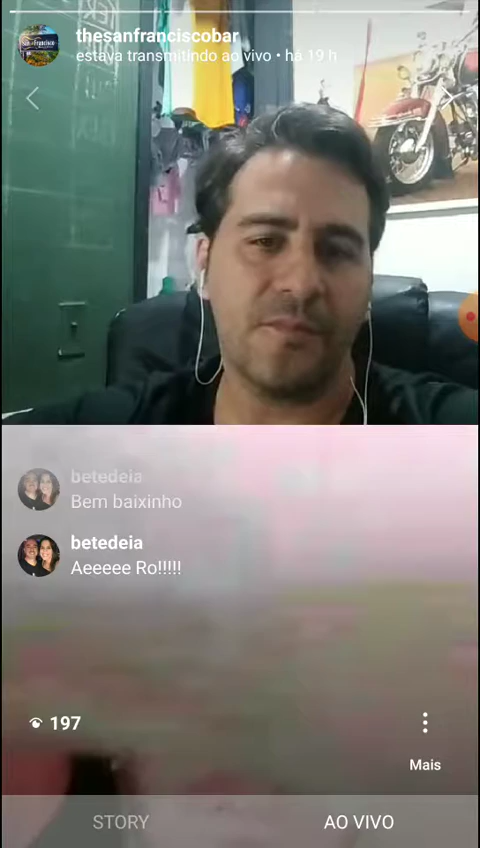 thesanfranciscobar
estava transmitindo ao vivo • há 19 h
betedeia
Bem baixinho
betedeia
Aeeeee Ro!!!!!
197
Mais
STORY
AO VIVO